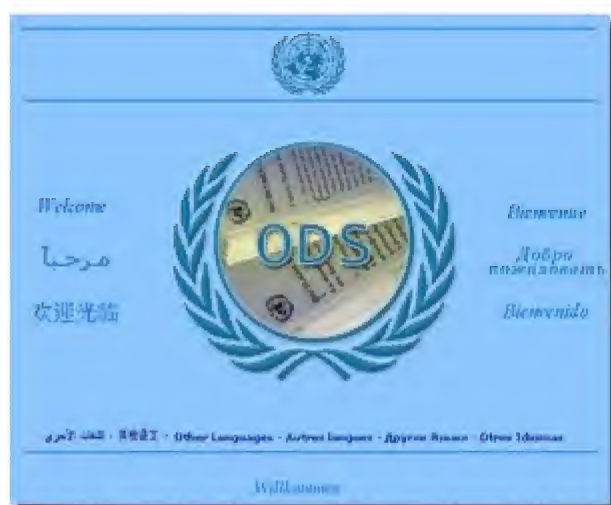 ODS
Welcome
Bienvenue
مرحباً
Добро
пожаловать
欢迎光临
Bienvenido
Other Languages - Autres langues - Другие Языки - Otros Idiomas
Willkommen